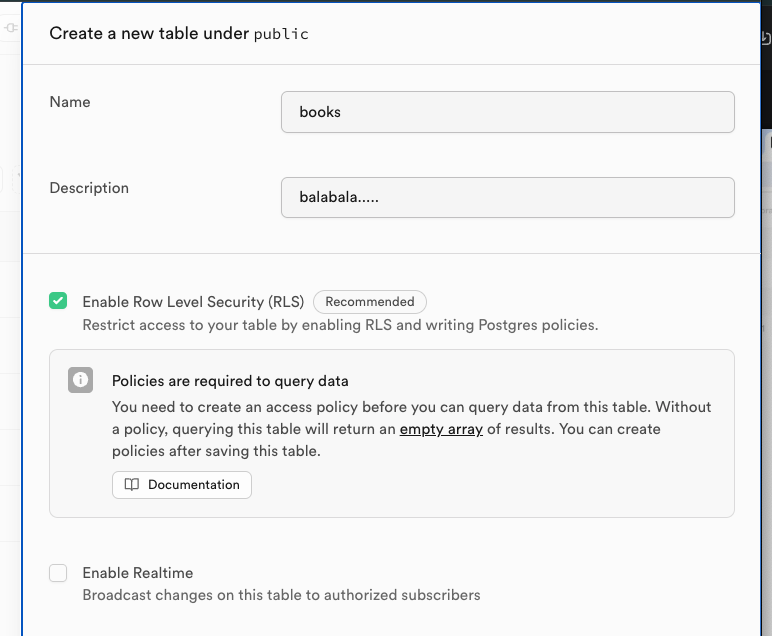 Create a new table under public
Name
books
Description
balabala.....
Enable Row Level Security (RLS) Recommended
Restrict access to your table by enabling RLS and writing Postgres policies.
Policies are required to query data
You need to create an access policy before you can query data from this table. Without
a policy, querying this table will return an empty array of results. You can create
policies after saving this table.
Documentation
Enable Realtime
Broadcast changes on this table to authorized subscribers